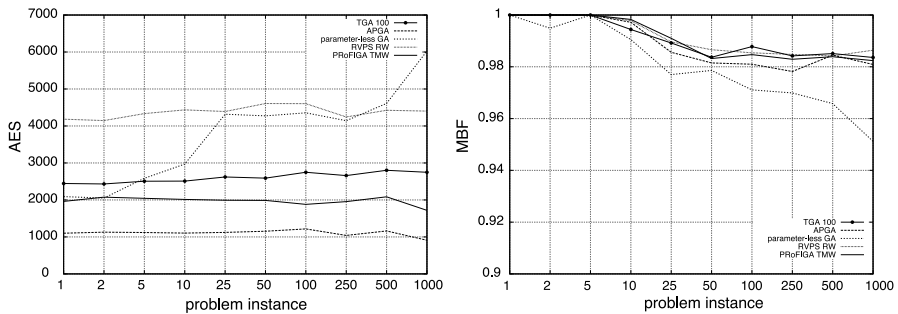 7000
6000
5000
4000
3000
2000
1000
0
AES
1 2 5 10 25 50 100 250 500 1000
problem instance
TGA 100
APGA
parameter-less GA
RVPS RW
PRoFIGA TMW
1
0.98
0.96
0.94
0.92
0.9
MBF
1 2 5 10 25 50 100 250 500 1000
problem instance
TGA 100
APGA
parameter-less GA
RVPS RW
PRoFIGA TMW